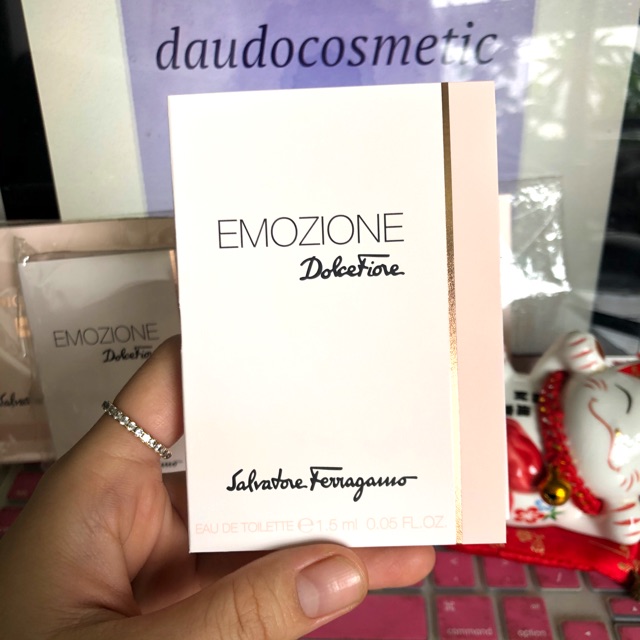 daudocosmetic
EMOZIONE
DolceFiore
Salvatore Ferragamo
EAU DE TOILETTE ℮ 1.5 ml 0.05 FL.OZ.
EMOZIONE
DolceFiore
Salvat
command
option